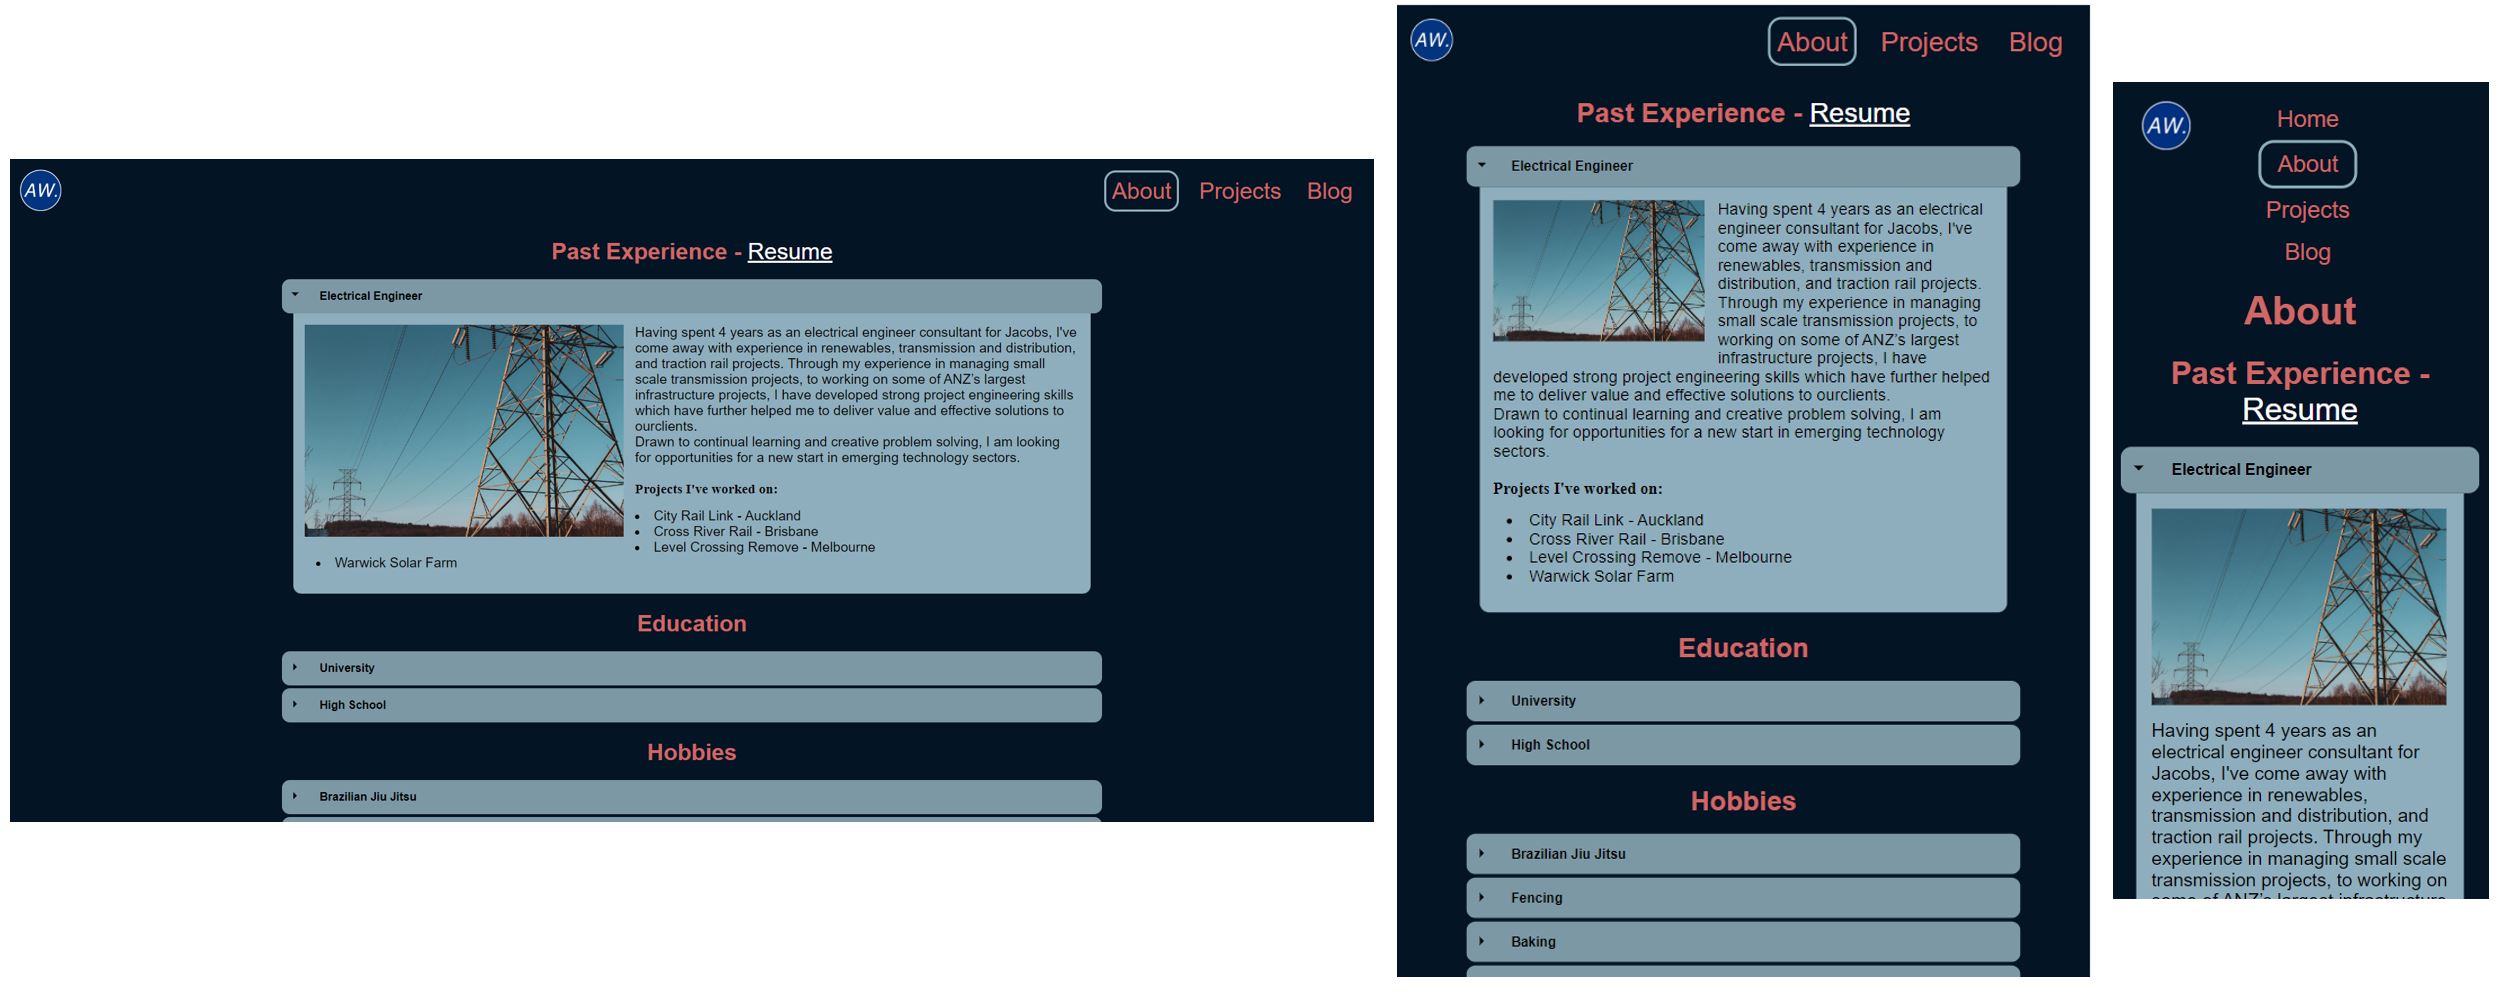 AW.
About Projects Blog
Past Experience - Resume
Electrical Engineer
Having spent 4 years as an electrical engineer consultant for Jacobs, I've
come away with experience in renewables, transmission and distribution,
and traction rail projects. Through my experience in managing small
scale transmission projects, to working on some of ANZ's largest
infrastructure projects, I have developed strong project engineering skills
which have further helped me to deliver value and effective solutions to
ourclients.
Drawn to continual learning and creative problem solving, I am looking
for opportunities for a new start in emerging technology sectors.
Projects I've worked on:
City Rail Link - Auckland
Cross River Rail - Brisbane
Level Crossing Remove - Melbourne
Warwick Solar Farm
Education
University
High School
Hobbies
Brazilian Jiu Jitsu
AW.
About Projects Blog
Past Experience - Resume
Electrical Engineer
Having spent 4 years as an electrical
engineer consultant for Jacobs, I've
come away with experience in
renewables, transmission and
distribution, and traction rail projects.
Through my experience in managing
small scale transmission projects, to
working on some of ANZ's largest
infrastructure projects, I have
developed strong project engineering skills which have further helped
me to deliver value and effective solutions to ourclients.
Drawn to continual learning and creative problem solving, I am
looking for opportunities for a new start in emerging technology
sectors.
Projects I've worked on:
City Rail Link - Auckland
Cross River Rail - Brisbane
Level Crossing Remove - Melbourne
Warwick Solar Farm
Education
University
High School
Hobbies
Brazilian Jiu Jitsu
Fencing
Baking
AW.
Home
About
Projects
Blog
About
Past Experience -
Resume
Electrical Engineer
Having spent 4 years as an
electrical engineer consultant for
Jacobs, I've come away with
experience in renewables,
transmission and distribution, and
traction rail projects. Through my
experience in managing small scale
transmission projects, to working on
some of ANZ's largest infrastructure